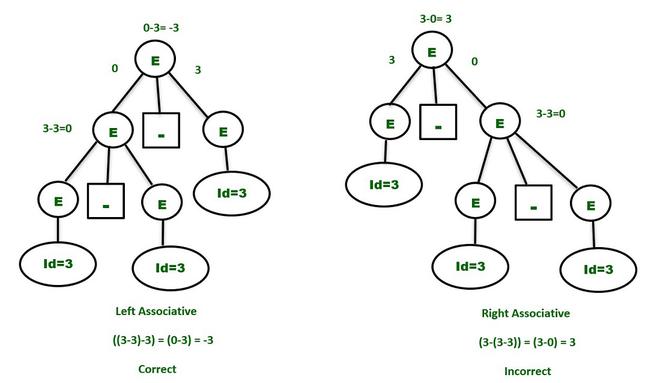 0-3= -3
E
0
3
3-3=0
E
-
E
E
-
E
Id=3
Id=3
Id=3
Left Associative
((3-3)-3) = (0-3) = -3
Correct
3-0= 3
E
3
0
E
-
E
3-3=0
Id=3
E
-
E
Id=3
Id=3
Right Associative
(3-(3-3)) = (3-0) = 3
Incorrect